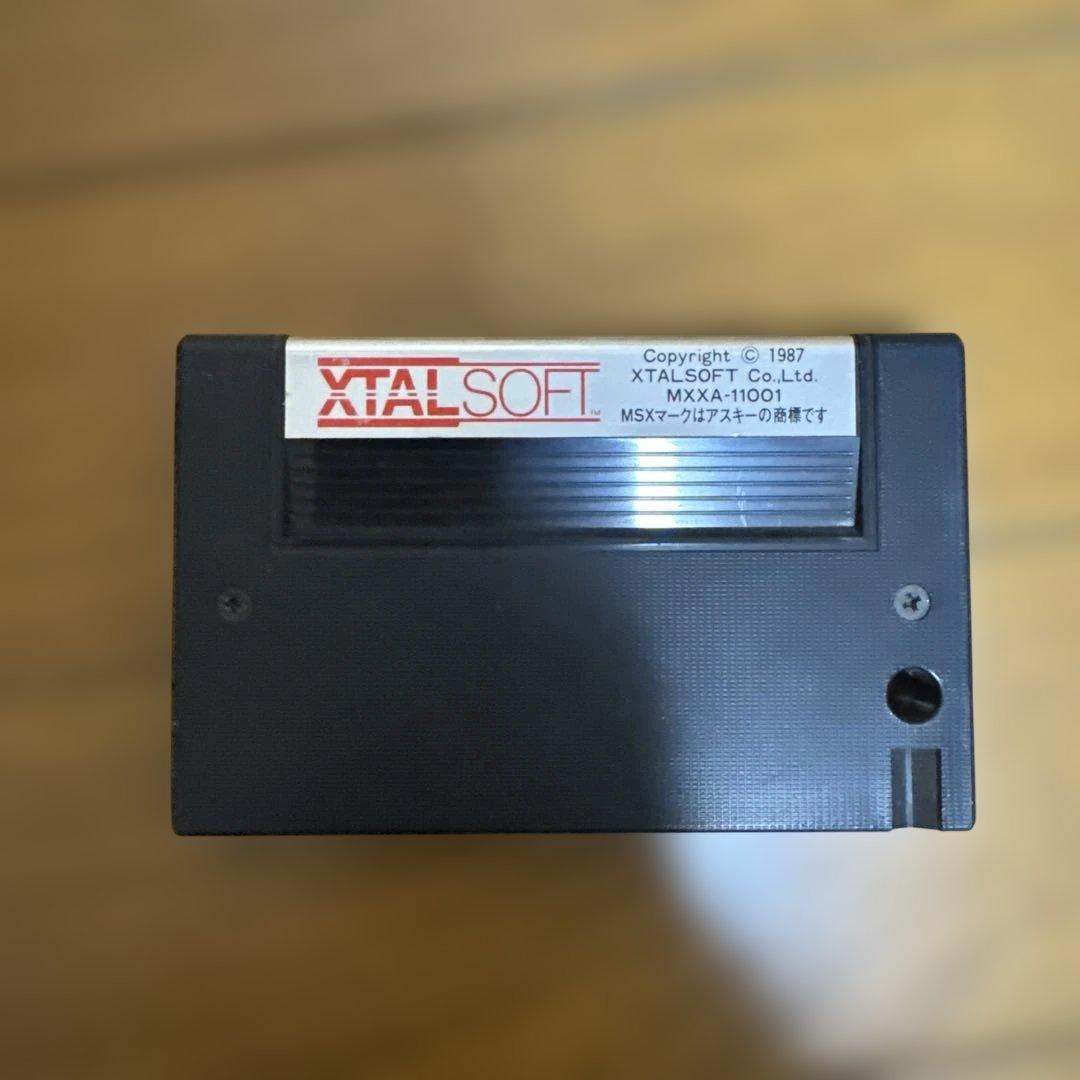 XTALSOFT™
Copyright © 1987
XTALSOFT Co.,Ltd.
MXXA-11001
MSXマークはアスキーの商標です